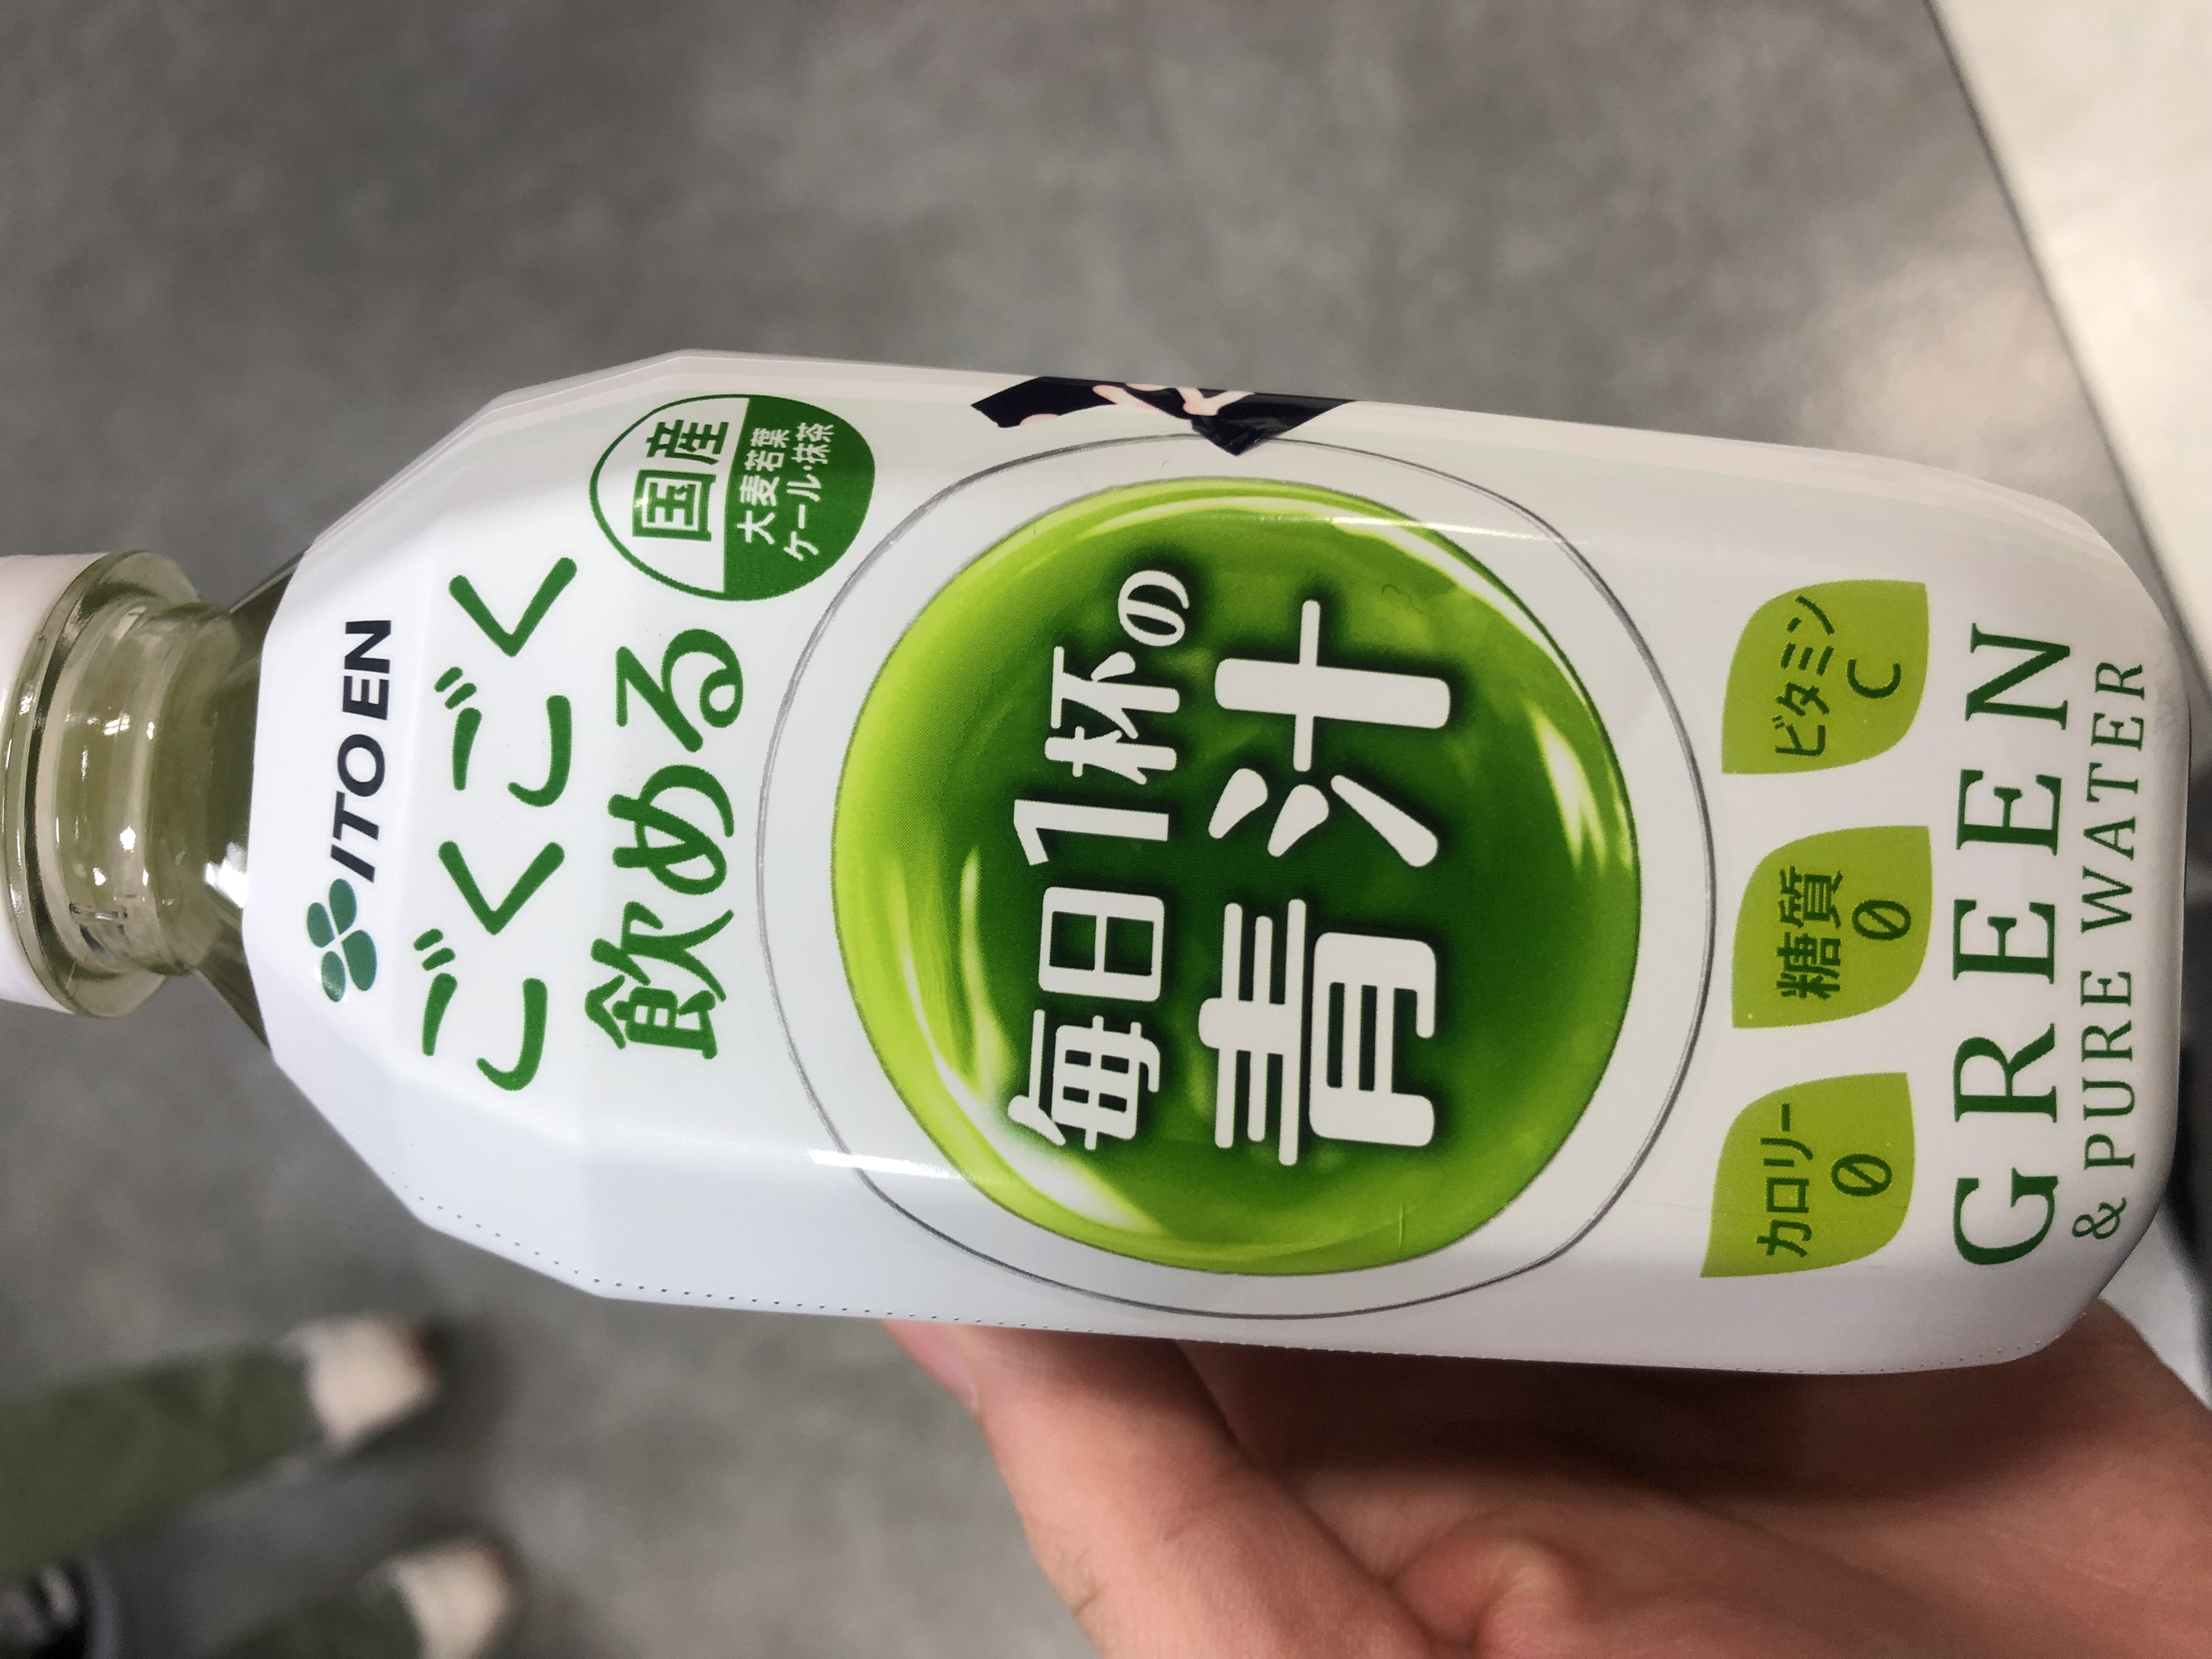 ITO EN
ごくごく
飲める
国産
大麦若葉
ケール・抹茶
毎日1杯の
青汁
カロリー
0
糖質
0
ビタミン
C
GREEN
& PURE WATER